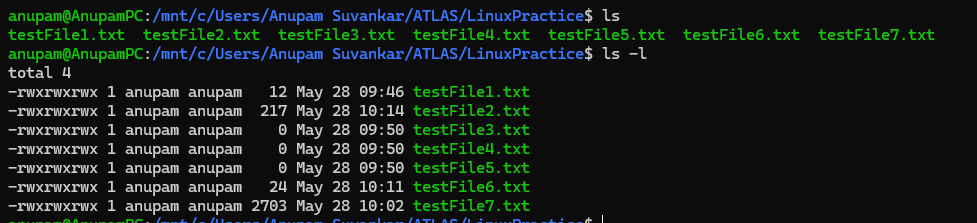 anupam@AnupamPC:/mnt/c/Users/Anupam Suvankar/ATLAS/LinuxPractice$ ls
testFile1.txt  testFile2.txt  testFile3.txt  testFile4.txt  testFile5.txt  testFile6.txt  testFile7.txt
anupam@AnupamPC:/mnt/c/Users/Anupam Suvankar/ATLAS/LinuxPractice$ ls -l
total 4
-rwxrwxrwx 1 anupam anupam   12 May 28 09:46 testFile1.txt
-rwxrwxrwx 1 anupam anupam  217 May 28 10:14 testFile2.txt
-rwxrwxrwx 1 anupam anupam    0 May 28 09:50 testFile3.txt
-rwxrwxrwx 1 anupam anupam    0 May 28 09:50 testFile4.txt
-rwxrwxrwx 1 anupam anupam    0 May 28 09:50 testFile5.txt
-rwxrwxrwx 1 anupam anupam   24 May 28 10:11 testFile6.txt
-rwxrwxrwx 1 anupam anupam 2703 May 28 10:02 testFile7.txt
anupam@AnupamPC:/mnt/c/Users/Anupam Suvankar/ATLAS/LinuxPractice$